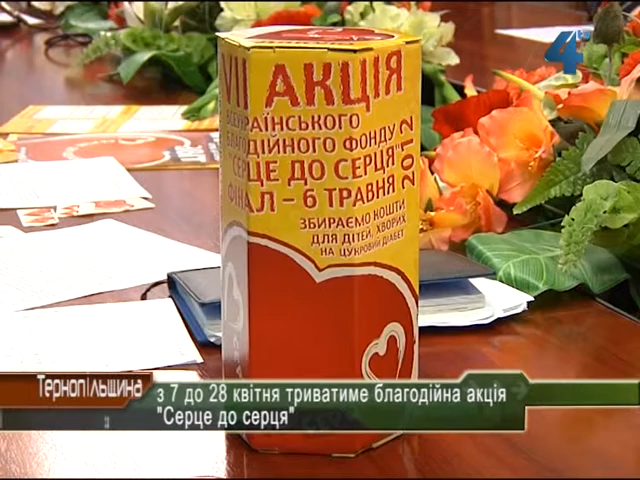 4
VII АКЦІЯ
ВСЕУКРАЇНСЬКОГО
БЛАГОДІЙНОГО ФОНДУ
"СЕРЦЕ ДО СЕРЦЯ"
ФІНАЛ – 6 ТРАВНЯ 2012
ЗБИРАЄМО КОШТИ
ДЛЯ ДІТЕЙ, ХВОРИХ
НА ЦУКРОВИЙ ДІАБЕТ
Тернопільщина
з 7 до 28 квітня триватиме благодійна акція
"Серце до серця"